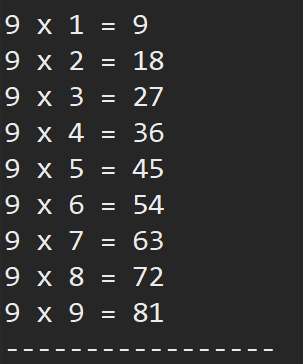 9 x 1 = 9
9 x 2 = 18
9 x 3 = 27
9 x 4 = 36
9 x 5 = 45
9 x 6 = 54
9 x 7 = 63
9 x 8 = 72
9 x 9 = 81
-----------------